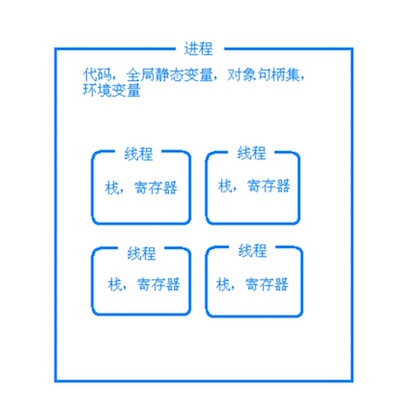 进程
代码，全局静态变量，对象句柄集，
环境变量
线程
线程
栈，寄存器
栈，寄存器
线程
线程
栈，寄存器
栈，寄存器